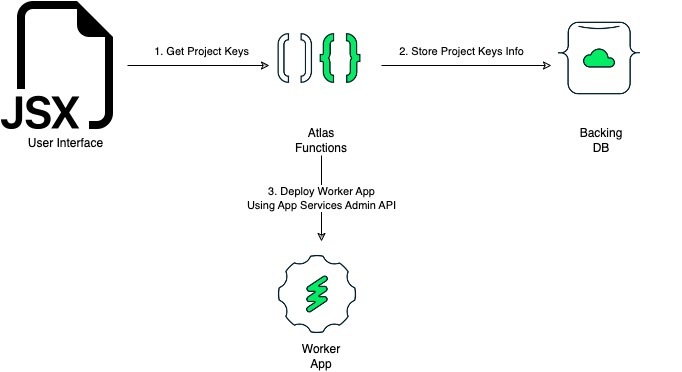 JSX
User Interface
1. Get Project Keys
Atlas
Functions
2. Store Project Keys Info
Backing
DB
3. Deploy Worker App
Using App Services Admin API
Worker
App